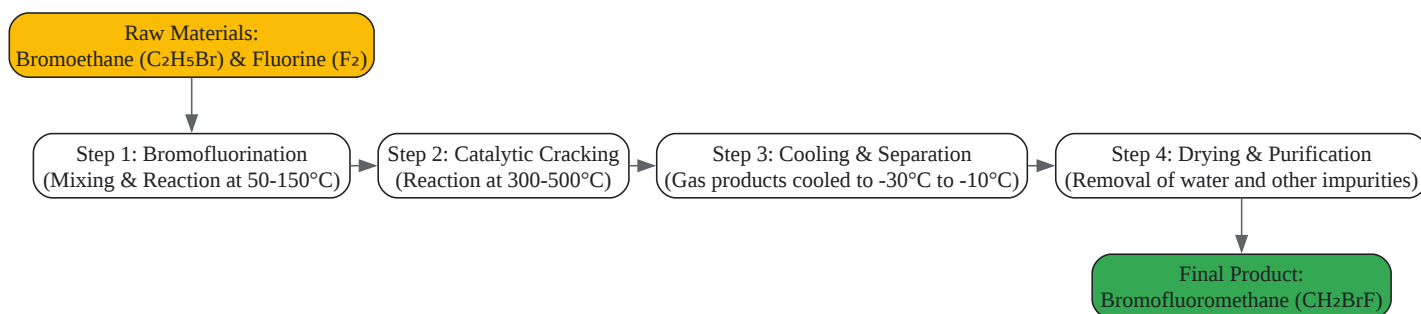 Raw Materials:
Bromoethane (C₂H₅Br) & Fluorine (F₂)
Step 1: Bromofluorination
(Mixing & Reaction at 50-150°C)
Step 2: Catalytic Cracking
(Reaction at 300-500°C)
Step 3: Cooling & Separation
(Gas products cooled to -30°C to -10°C)
Step 4: Drying & Purification
(Removal of water and other impurities)
Final Product:
Bromofluoromethane (CH₂BrF)